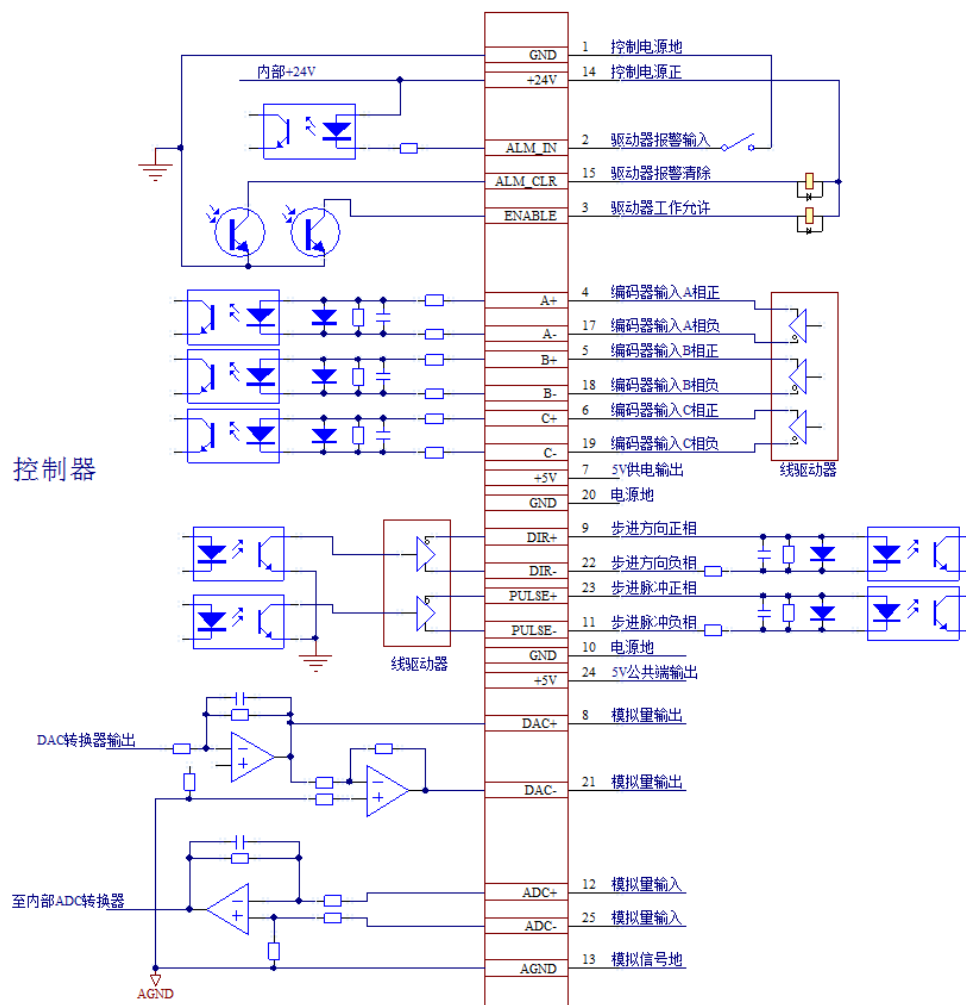 GND 1 控制电源地
内部+24V +24V 14 控制电源正
ALM_IN 2 驱动器报警输入
ALM_CLR 15 驱动器报警清除
ENABLE 3 驱动器工作允许
A+ 4 编码器输入A相正
A- 17 编码器输入A相负
B+ 5 编码器输入B相正
B- 18 编码器输入B相负
C+ 6 编码器输入C相正
C- 19 编码器输入C相负
控制器 +5V 7 5V供电输出 线驱动器
GND 20 电源地
DIR+ 9 步进方向正相
DIR- 22 步进方向负相
PULSE+ 23 步进脉冲正相
PULSE- 11 步进脉冲负相
线驱动器 GND 10 电源地
+5V 24 5V公共端输出
DAC转换器输出 DAC+ 8 模拟量输出
DAC- 21 模拟量输出
至内部ADC转换器 ADC+ 12 模拟量输入
ADC- 25 模拟量输入
AGND 13 模拟信号地
AGND